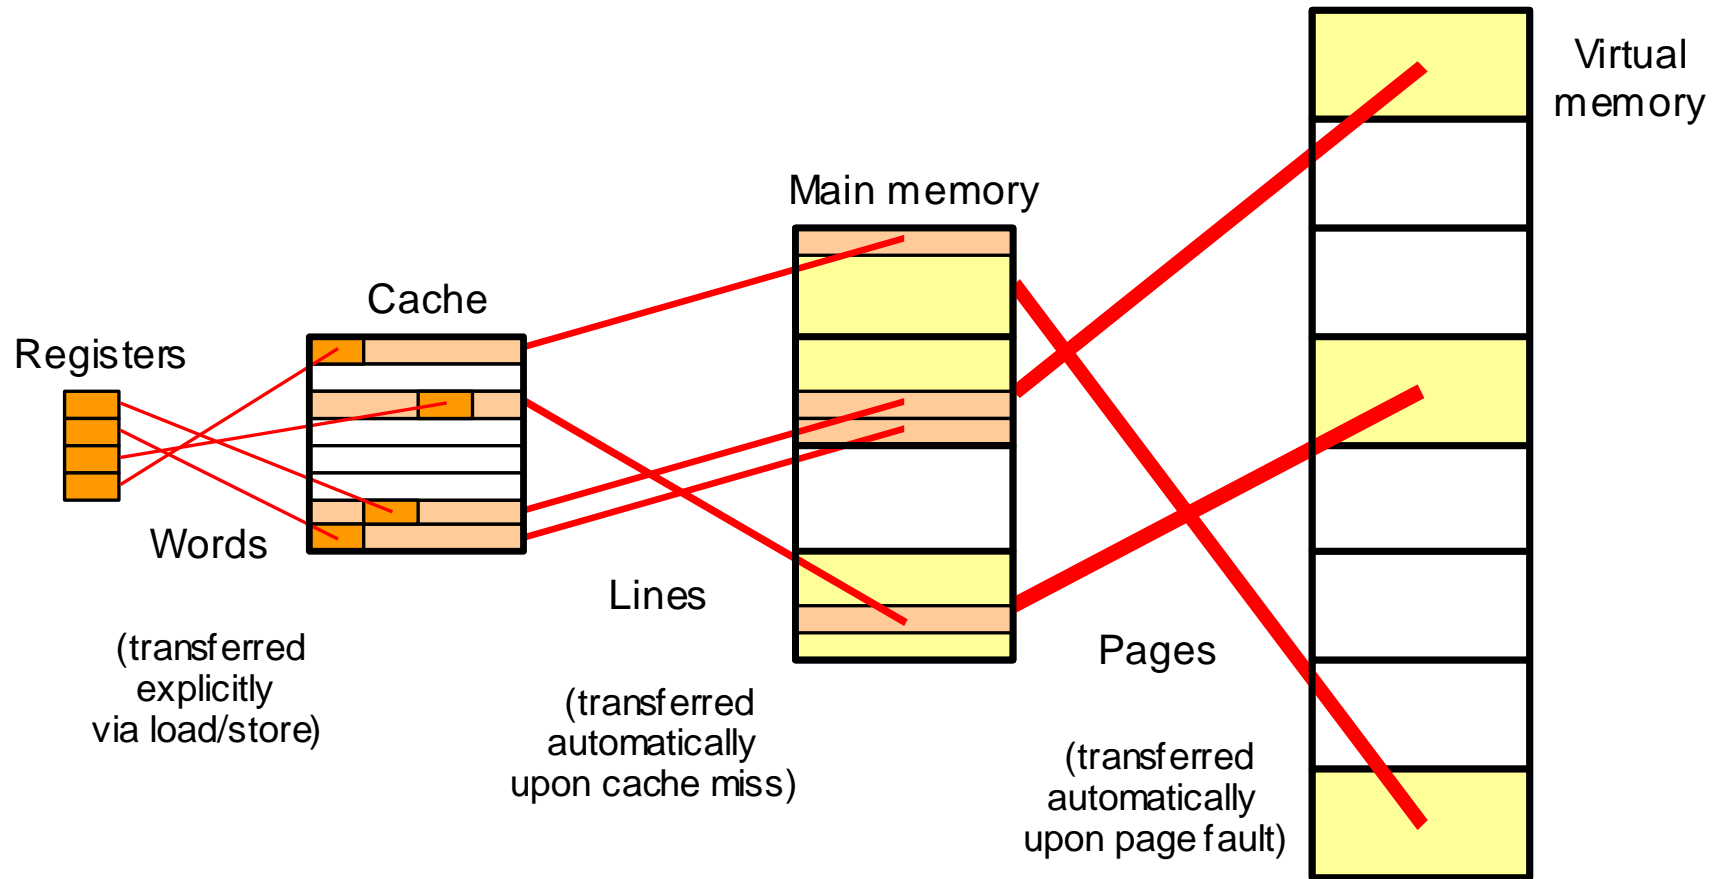 Virtual
memory
Main memory
Cache
Registers
Words
Lines
Pages
(transferred
explicitly
via load/store)
(transferred
automatically
upon cache miss)
(transferred
automatically
upon page fault)